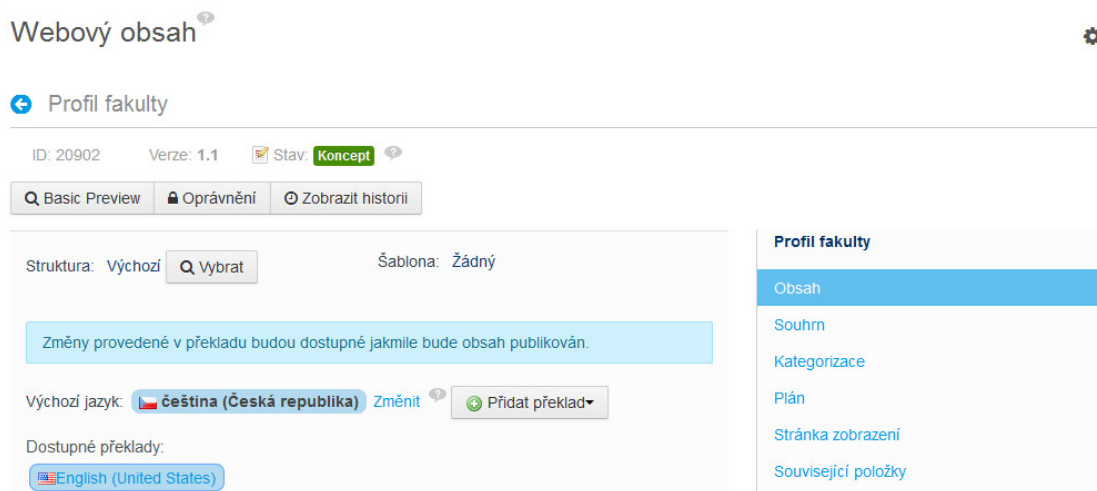 Webový obsah
Profil fakulty
ID: 20902 Verze: 1.1 Stav: Koncept
Basic Preview Oprávnění Zobrazit historii
Struktura: Výchozí Vybrat Šablona: Žádný
Změny provedené v překladu budou dostupné jakmile bude obsah publikován.
Výchozí jazyk: čeština (Česká republika) Změnit Přidat překlad
Dostupné překlady:
English (United States)
Profil fakulty
Obsah
Souhrn
Kategorizace
Plán
Stránka zobrazení
Související položky